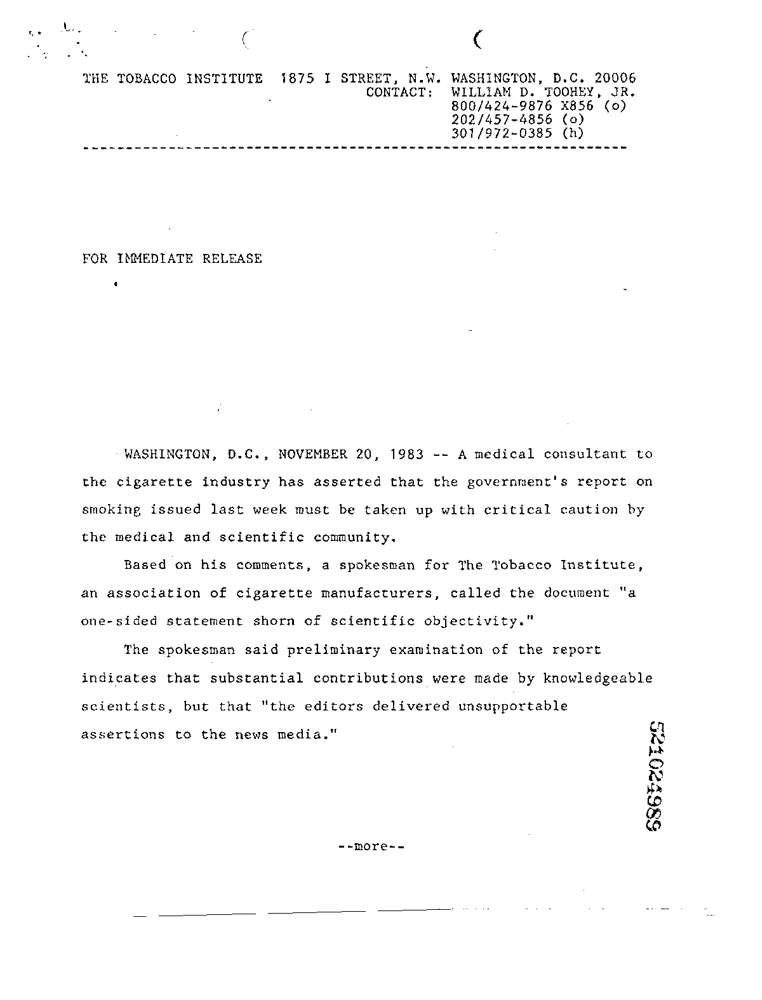 THE TOBACCO INSTITUTE 1875 I STREET, N.W. WASHINGTON, D.C. 20006
CONTACT: WILLIAM D. TOOHEY, JR.
800/424-9876 X856 (o)
202/457-4856 (o)
301/972-0385 (h)
FOR IMMEDIATE RELEASE
WASHINGTON, D.C., NOVEMBER 20, 1983 -- A medical consultant to
the cigarette industry has asserted that the government's report on
smoking issued last week must be taken up with critical caution by
the medical and scientific community.
Based on his comments, a spokesman for The Tobacco Institute,
an association of cigarette manufacturers, called the document "a
one-sided statement shorn of scientific objectivity."
The spokesman said preliminary examination of the report
indicates that substantial contributions were made by knowledgeable
scientists, but that "the editors delivered unsupportable
assertions to the news media."
521024989
--more--